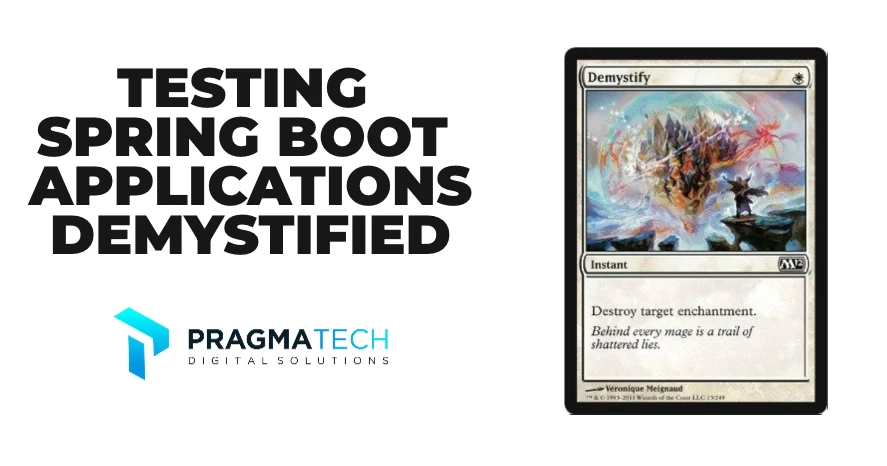 TESTING
SPRING BOOT
APPLICATIONS
DEMYSTIFIED
PRAGMATECH
DIGITAL SOLUTIONS
Demystify
Instant
M12
Destroy target enchantment.
Behind every mage is a trail of
shattered lies.
Véronique Meignaud
™ & © 1993–2011 Wizards of the Coast LLC 13/249